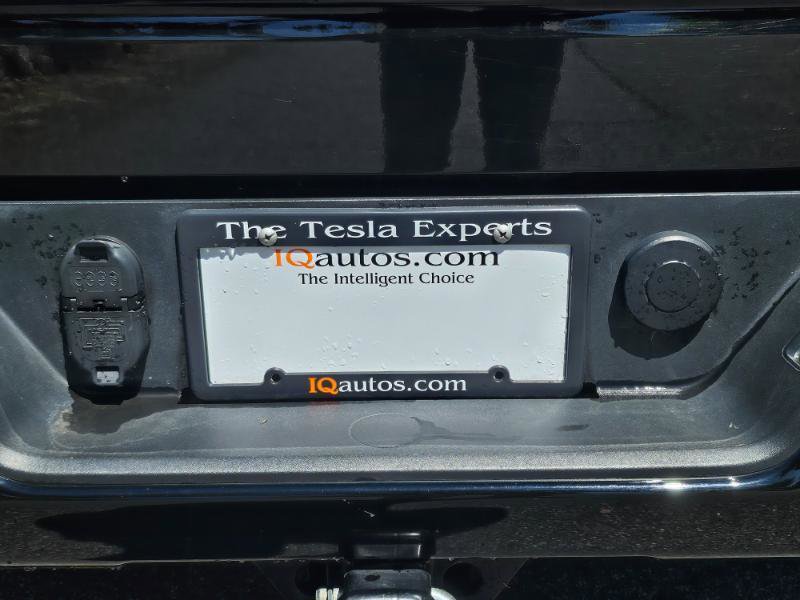 The Tesla Experts
IQautos.com
The Intelligent Choice
IQautos.com